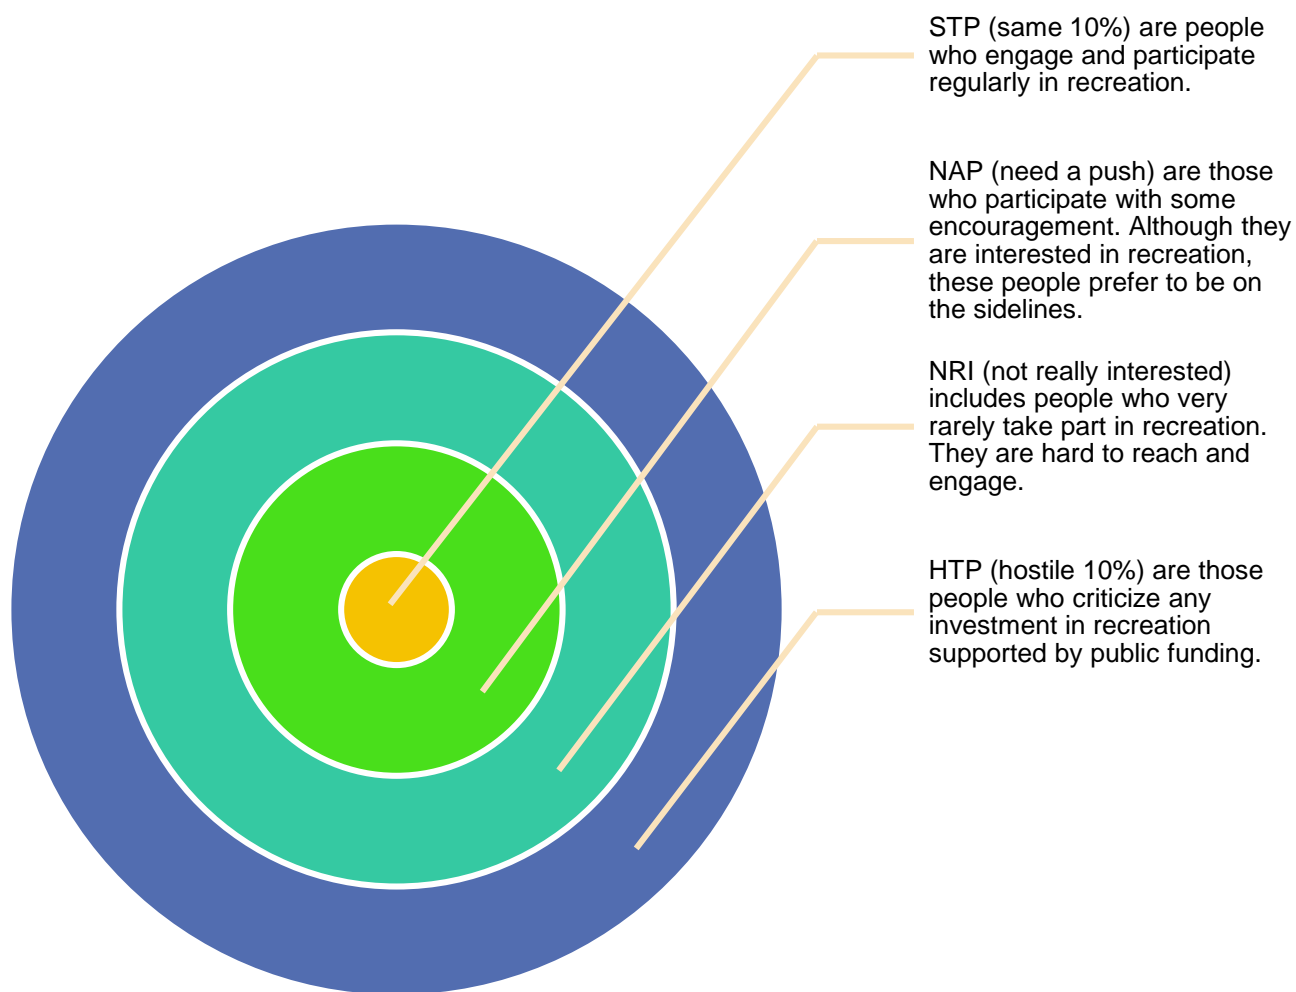 STP (same 10%) are people
who engage and participate
regularly in recreation.
NAP (need a push) are those
who participate with some
encouragement. Although they
are interested in recreation,
these people prefer to be on
the sidelines.
NRI (not really interested)
includes people who very
rarely take part in recreation.
They are hard to reach and
engage.
HTP (hostile 10%) are those
people who criticize any
investment in recreation
supported by public funding.